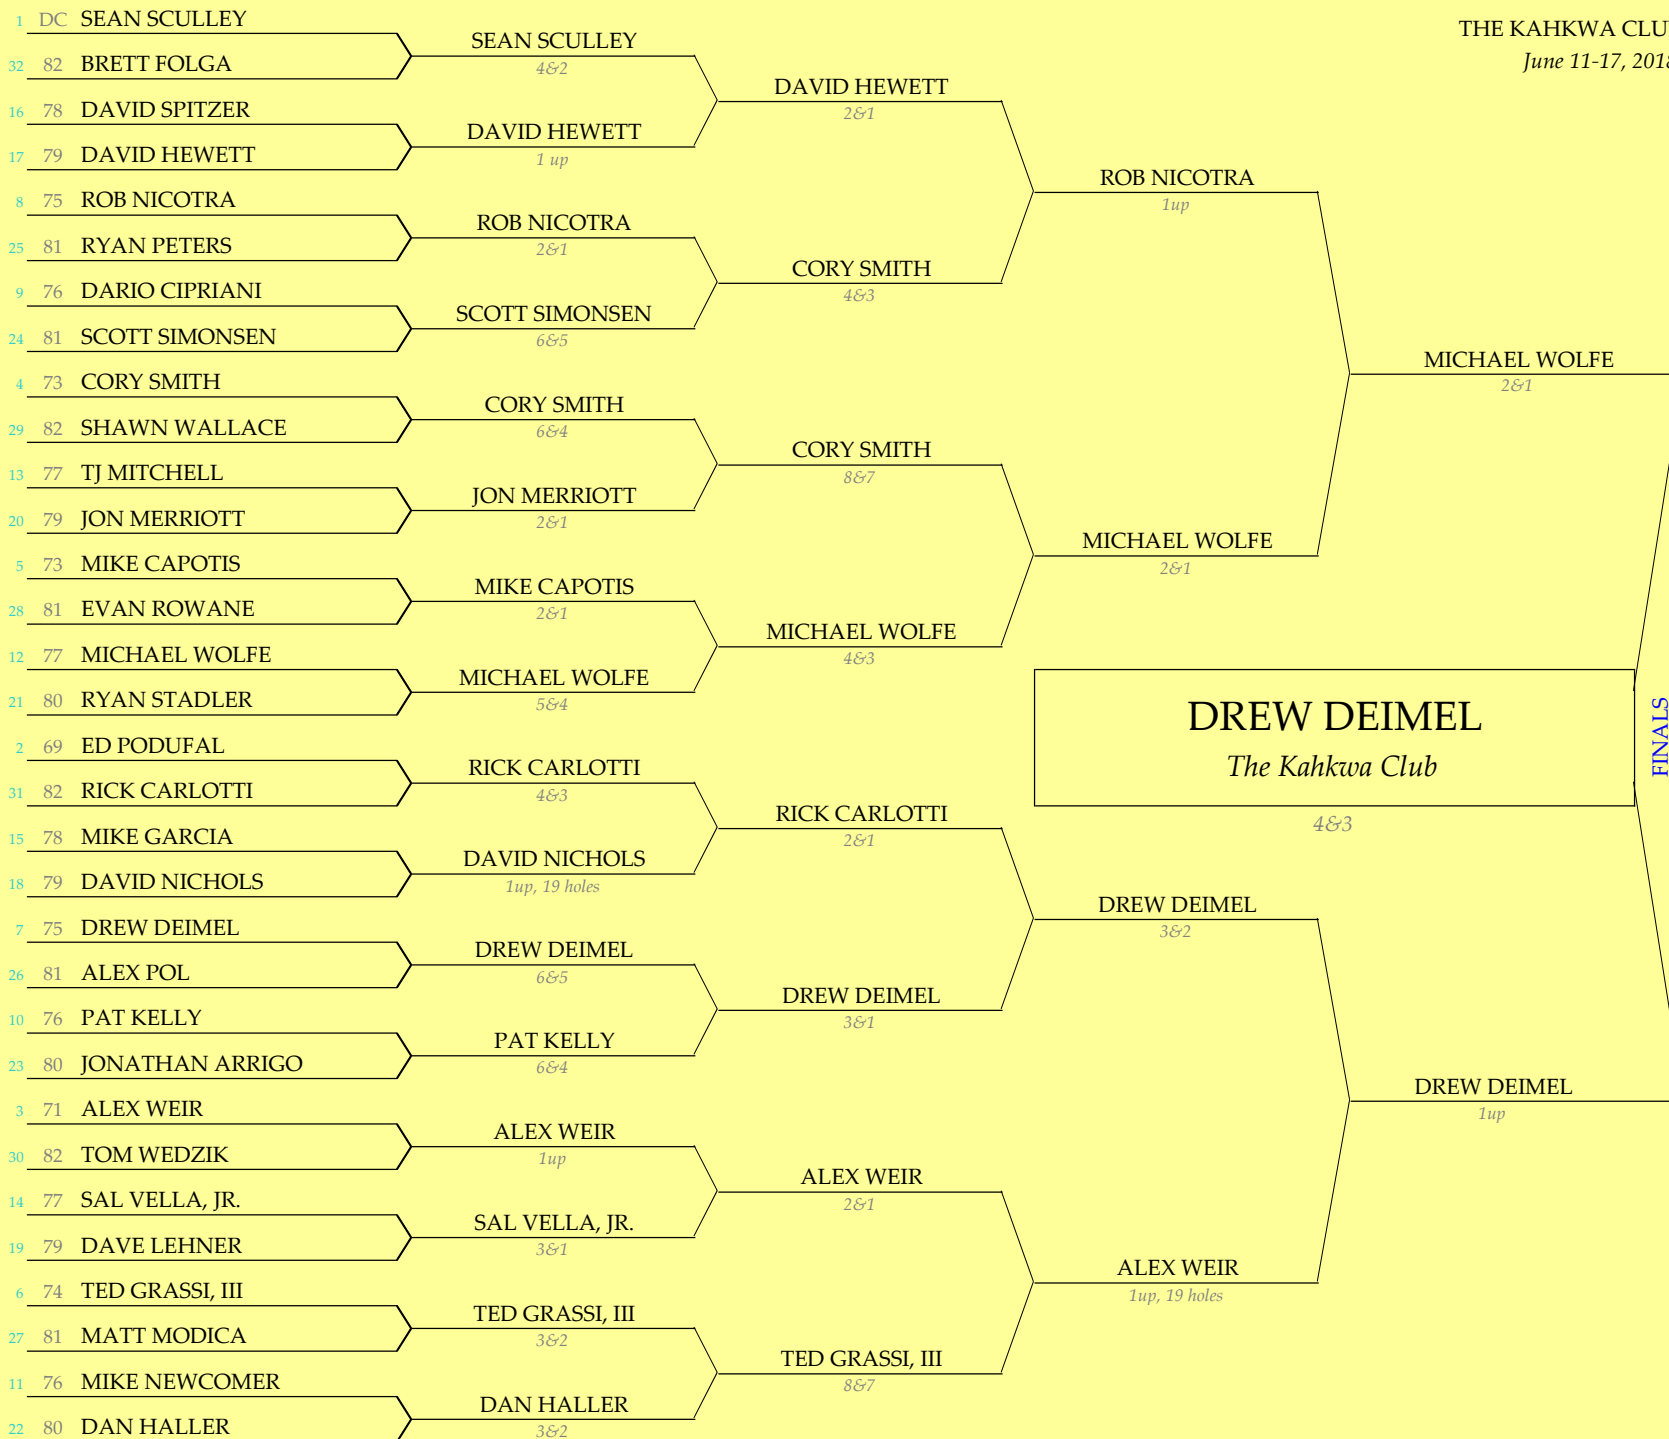 1 DC SEAN SCULLEY
32 82 BRETT FOLGA
16 78 DAVID SPITZER
17 79 DAVID HEWETT
8 75 ROB NICOTRA
25 81 RYAN PETERS
9 76 DARIO CIPRIANI
24 81 SCOTT SIMONSEN
4 73 CORY SMITH
29 82 SHAWN WALLACE
13 77 TJ MITCHELL
20 79 JON MERRIOTT
5 73 MIKE CAPOTIS
28 81 EVAN ROWANE
12 77 MICHAEL WOLFE
21 80 RYAN STADLER
2 69 ED PODUFAL
31 82 RICK CARLOTTI
15 78 MIKE GARCIA
18 79 DAVID NICHOLS
7 75 DREW DEIMEL
26 81 ALEX POL
10 76 PAT KELLY
23 80 JONATHAN ARRIGO
3 71 ALEX WEIR
30 82 TOM WEDZIK
14 77 SAL VELLA, JR.
19 79 DAVE LEHNER
6 74 TED GRASSI, III
27 81 MATT MODICA
11 76 MIKE NEWCOMER
22 80 DAN HALLER
SEAN SCULLEY
4&2
DAVID HEWETT
1 up
ROB NICOTRA
2&1
SCOTT SIMONSEN
6&5
CORY SMITH
6&4
JON MERRIOTT
2&1
MIKE CAPOTIS
2&1
MICHAEL WOLFE
5&4
RICK CARLOTTI
4&3
DAVID NICHOLS
1up, 19 holes
DREW DEIMEL
6&5
PAT KELLY
6&4
ALEX WEIR
1up
SAL VELLA, JR.
3&1
TED GRASSI, III
3&2
DAN HALLER
3&2
DAVID HEWETT
2&1
CORY SMITH
4&3
CORY SMITH
8&7
MICHAEL WOLFE
4&3
RICK CARLOTTI
2&1
DREW DEIMEL
3&1
ALEX WEIR
2&1
TED GRASSI, III
8&7
ROB NICOTRA
1up
MICHAEL WOLFE
2&1
DREW DEIMEL
3&2
ALEX WEIR
1up, 19 holes
THE KAHKWA CLU
June 11-17, 2018
MICHAEL WOLFE
2&1
DREW DEIMEL
The Kahkwa Club
4&3
FINALS
DREW DEIMEL
1up